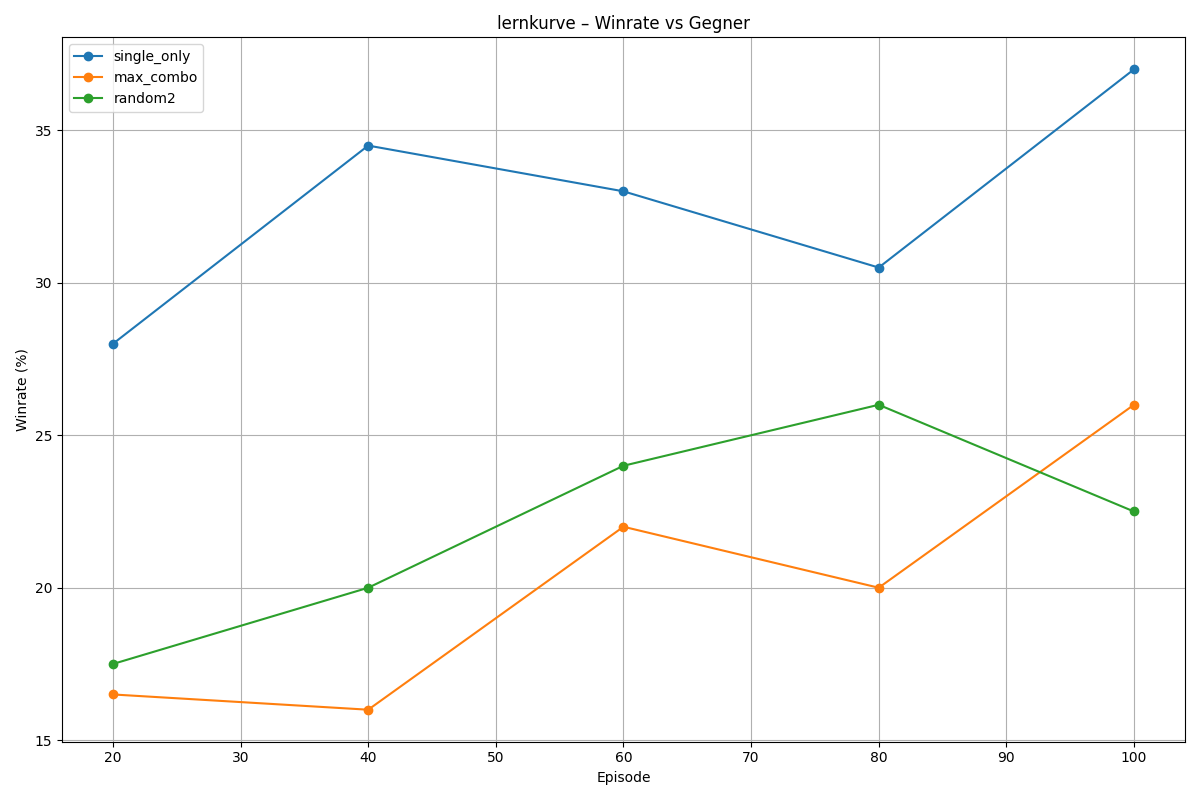 lernkurve – Winrate vs Gegner
single_only
max_combo
random2
Winrate (%)
35
30
25
20
15
20 30 40 50 60 70 80 90 100
Episode